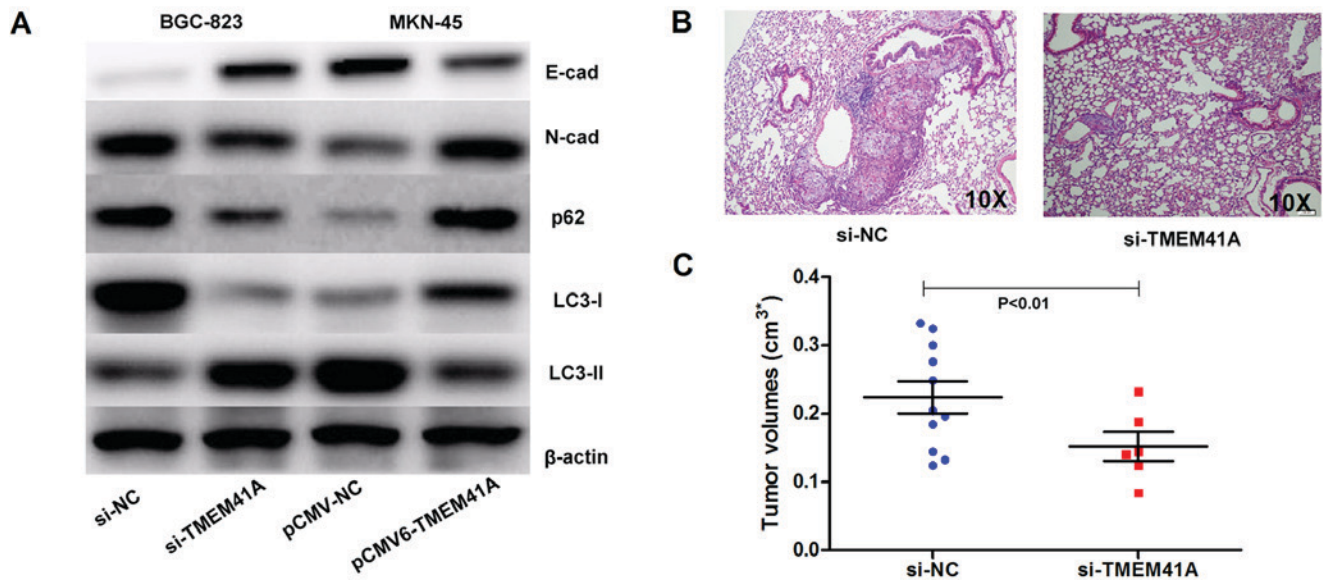 A
BGC-823 MKN-45
E-cad
N-cad
p62
LC3-I
LC3-II
β-actin
si-NC
si-TMEM41A
pCMV-NC
pCMV6-TMEM41A
B
10X
10X
si-NC
si-TMEM41A
C
Tumor volumes (cm³*)
0.4
0.3
0.2
0.1
0.0
P<0.01
si-NC
si-TMEM41A